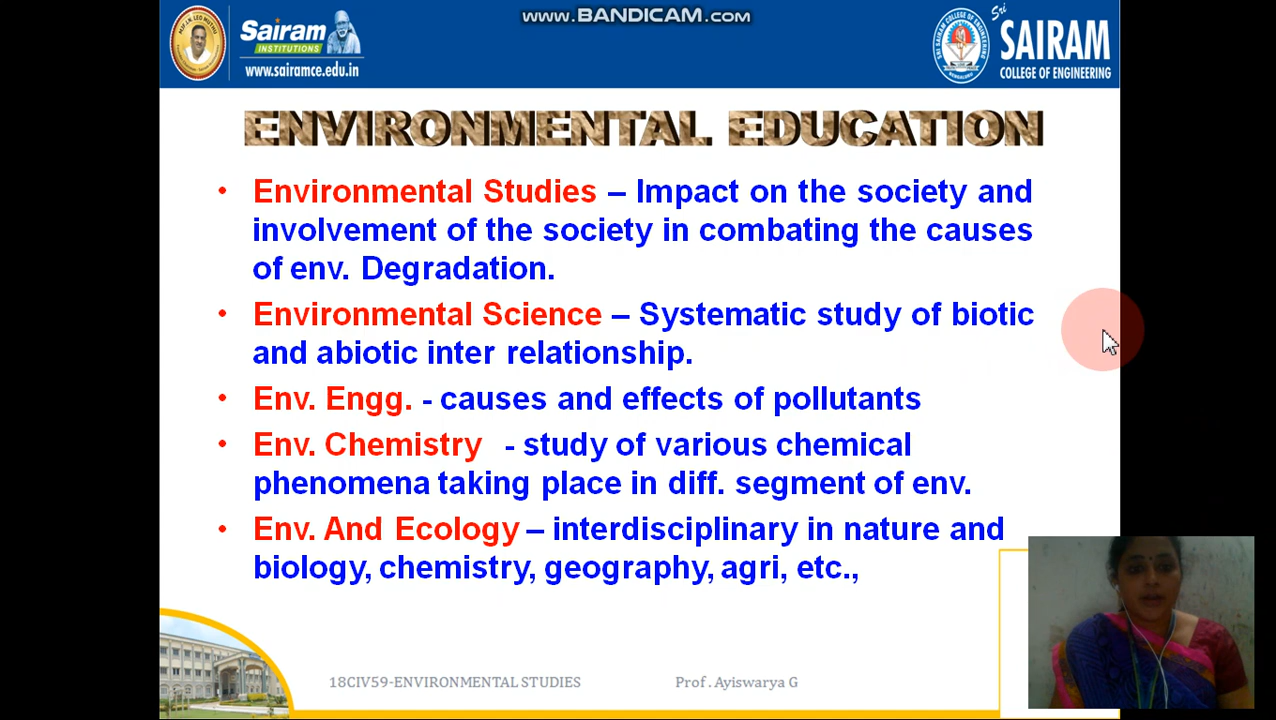 www.BANDICAM.com
Sairam
INSTITUTIONS
www.sairamce.edu.in
Sri
SAIRAM
COLLEGE OF ENGINEERING
ENVIRONMENTAL EDUCATION
• Environmental Studies – Impact on the society and
involvement of the society in combating the causes
of env. Degradation.
• Environmental Science – Systematic study of biotic
and abiotic inter relationship.
• Env. Engg. - causes and effects of pollutants
• Env. Chemistry - study of various chemical
phenomena taking place in diff. segment of env.
• Env. And Ecology – interdisciplinary in nature and
biology, chemistry, geography, agri, etc.,
18CIV59-ENVIRONMENTAL STUDIES Prof . Ayiswarya G